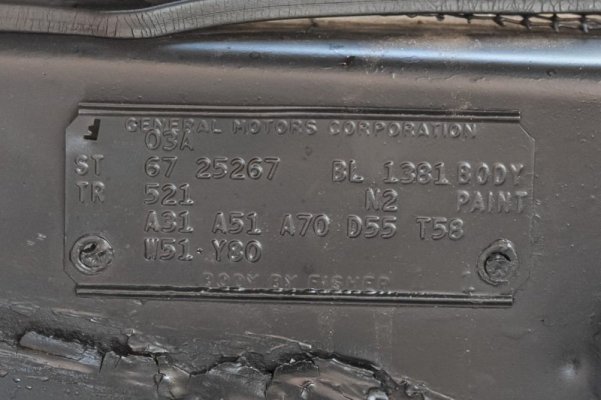 GENERAL MOTORS CORPORATION
03A
ST 67 25267 BL 1381 BODY
TR 521 N2 PAINT
A31 A51 A70 D55 T58
W51 Y80
BODY BY FISHER